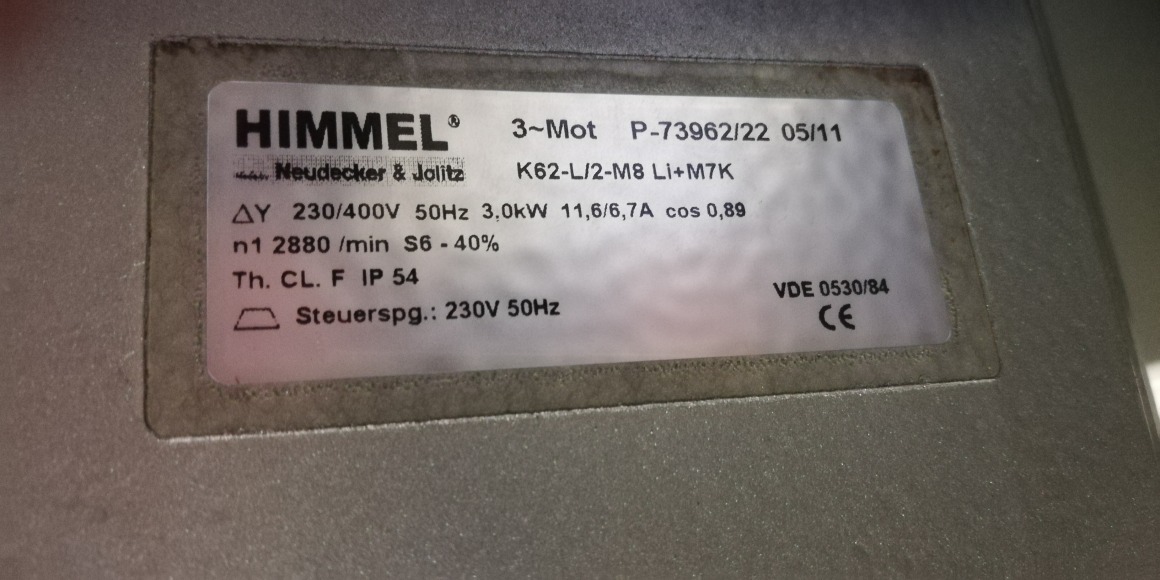 HIMMEL® 3~Mot P-73962/22 05/11
Neudecker & Jolitz K62-L/2-M8 Li+M7K
ΔY 230/400V 50Hz 3,0kW 11,6/6,7A cos 0,89
n1 2880 /min S6 - 40%
Th. CL. F IP 54
Steuerspg.: 230V 50Hz
VDE 0530/84
CE